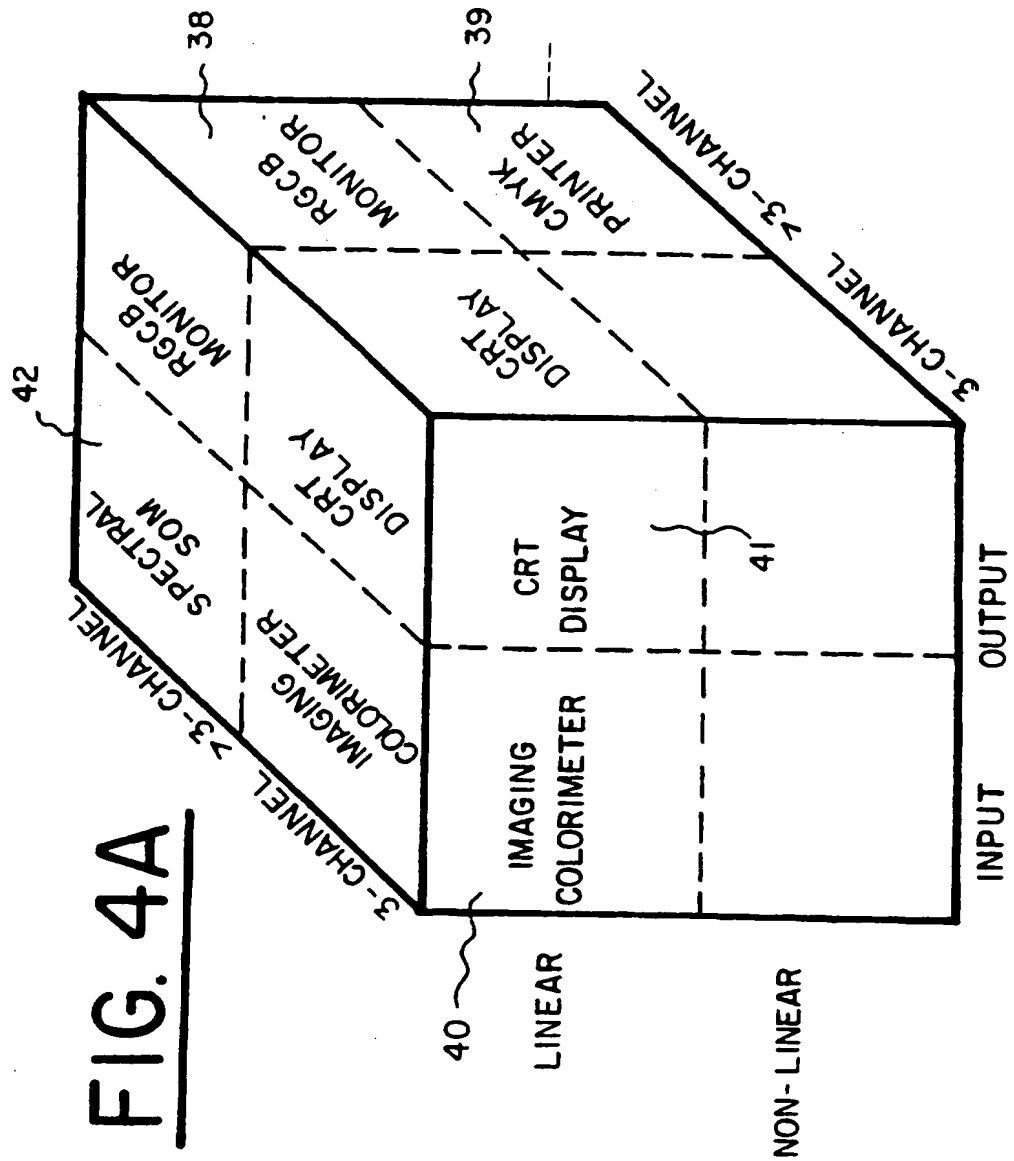 FIG. 4A
42
38
39
40
41
>3-CHANNEL
3-CHANNEL
SPECTRAL
SOM
RGCB
MONITOR
IMAGING
COLORIMETER
CRT
DISPLAY
RGCB
MONITOR
CMYK
PRINTER
CRT
DISPLAY
IMAGING
COLORIMETER
CRT
DISPLAY
LINEAR
NON-LINEAR
INPUT
OUTPUT
3-CHANNEL
>3-CHANNEL